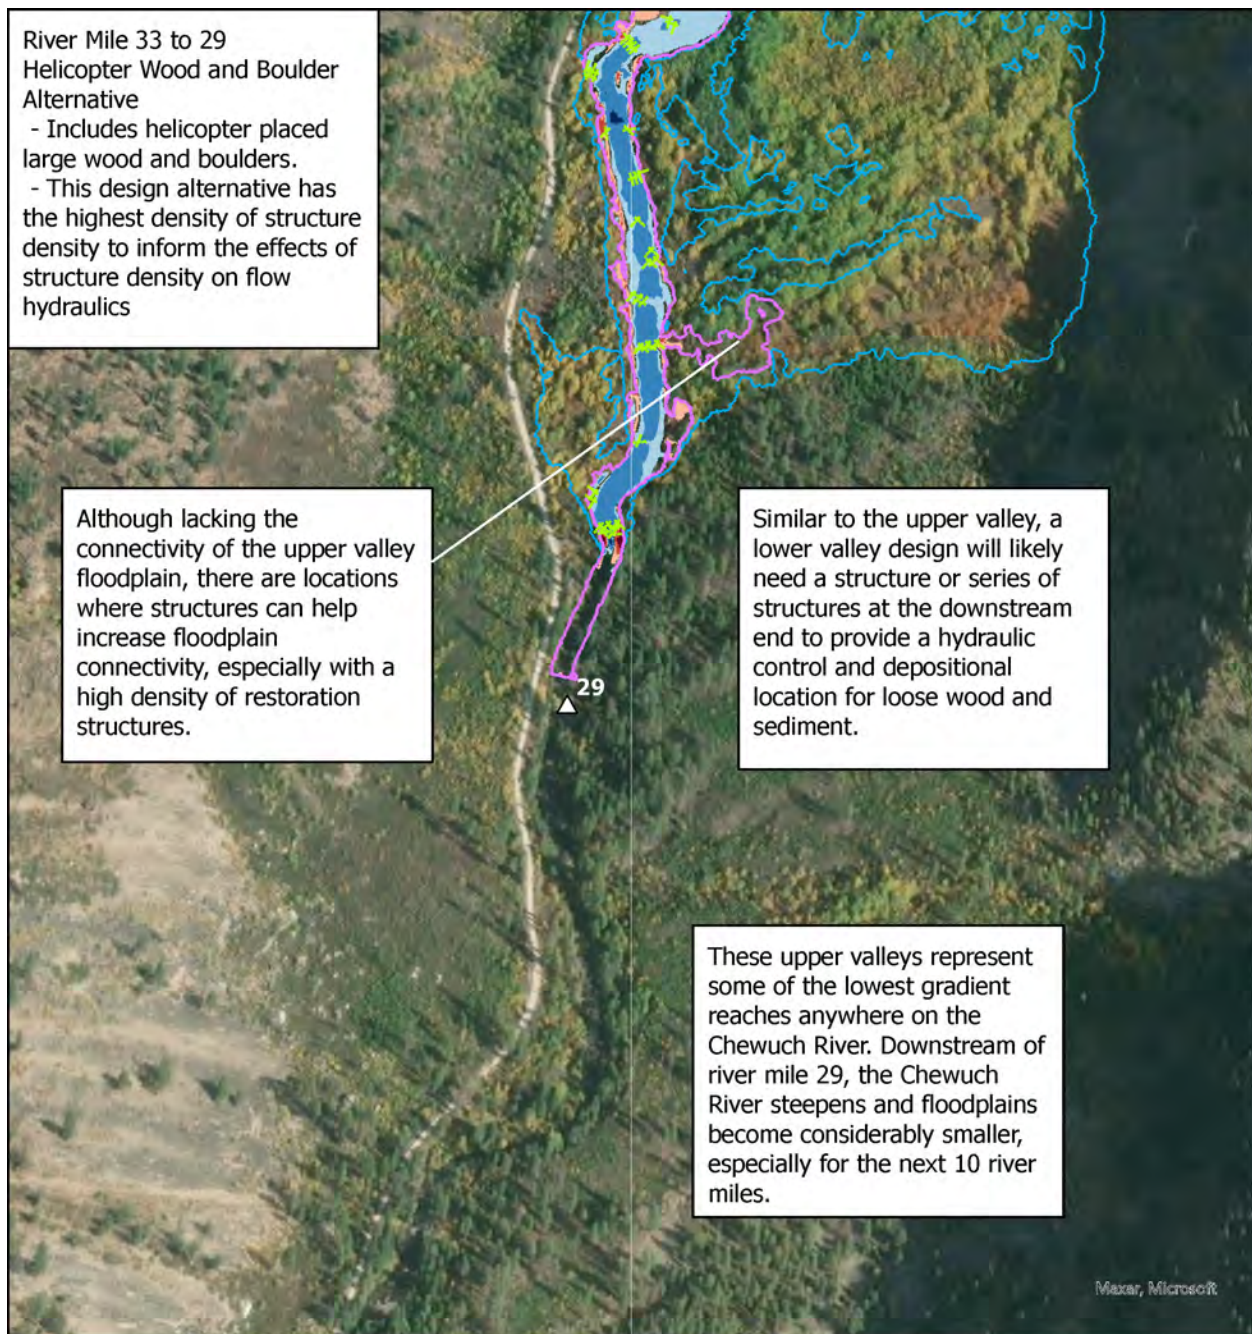 River Mile 33 to 29
Helicopter Wood and Boulder
Alternative
- Includes helicopter placed
large wood and boulders.
- This design alternative has
the highest density of structure
density to inform the effects of
structure density on flow
hydraulics
Although lacking the
connectivity of the upper valley
floodplain, there are locations
where structures can help
increase floodplain
connectivity, especially with a
high density of restoration
structures.
Similar to the upper valley, a
lower valley design will likely
need a structure or series of
structures at the downstream
end to provide a hydraulic
control and depositional
location for loose wood and
sediment.
29
These upper valleys represent
some of the lowest gradient
reaches anywhere on the
Chewuch River. Downstream of
river mile 29, the Chewuch
River steepens and floodplains
become considerably smaller,
especially for the next 10 river
miles.
Maxar, Microsoft